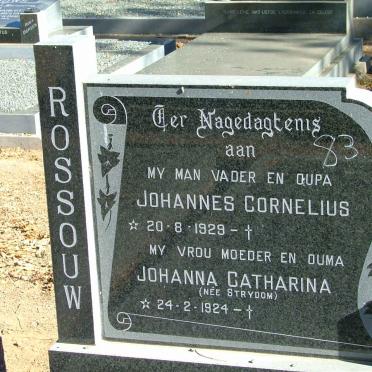 ROSSOUW
Ter Nagedagtenis
aan
83
MY MAN VADER EN OUPA
JOHANNES CORNELIUS
☆ 20-8-1929 - †
MY VROU MOEDER EN OUMA
JOHANNA CATHARINA
(NÉE STRYDOM)
☆ 24-2-1924 - †